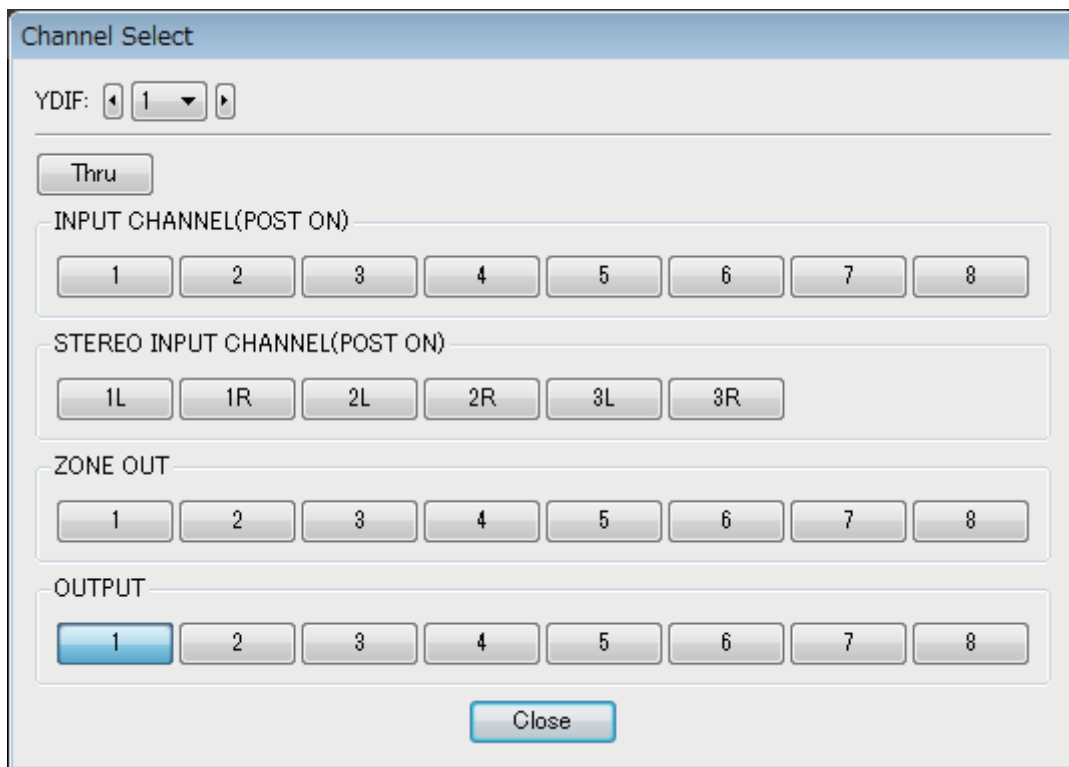 Channel Select
YDIF: 1
Thru
INPUT CHANNEL(POST ON)
1 2 3 4 5 6 7 8
STEREO INPUT CHANNEL(POST ON)
1L 1R 2L 2R 3L 3R
ZONE OUT
1 2 3 4 5 6 7 8
OUTPUT
1 2 3 4 5 6 7 8
Close